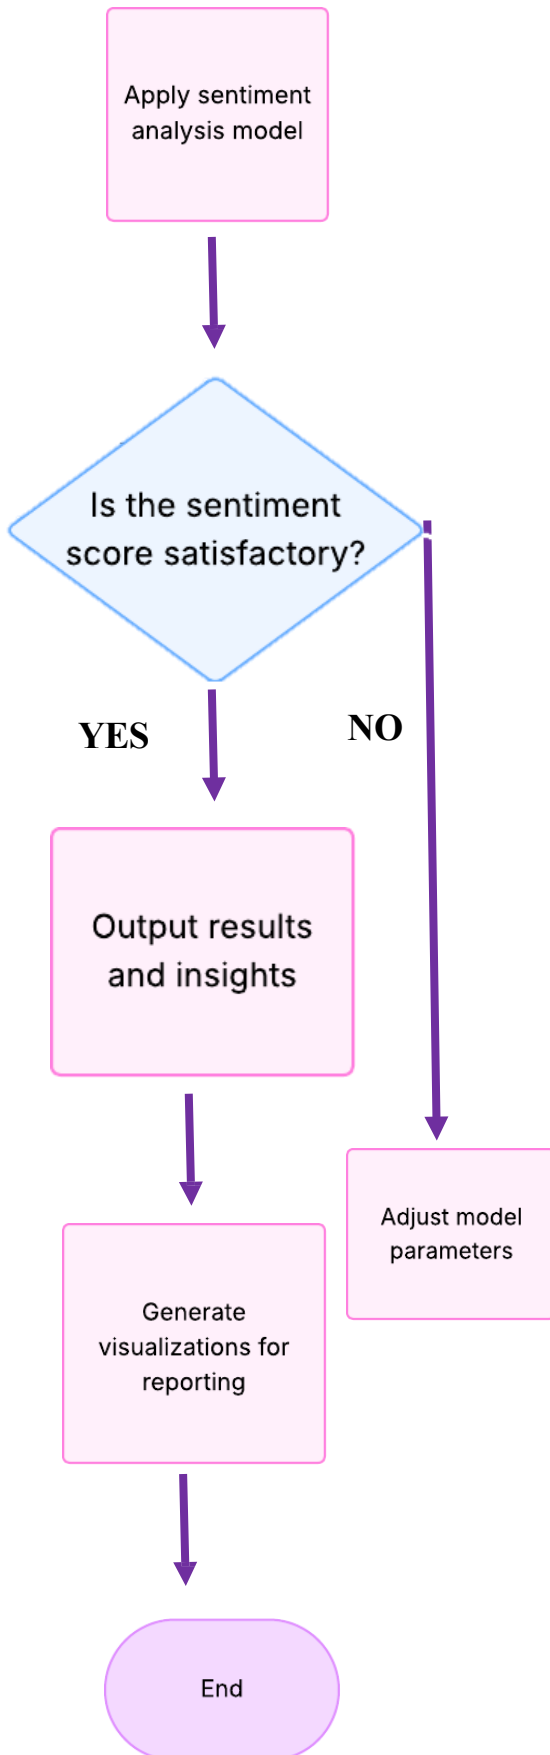 Apply sentiment
analysis model
Is the sentiment
score satisfactory?
YES
NO
Output results
and insights
Adjust model
parameters
Generate
visualizations for
reporting
End